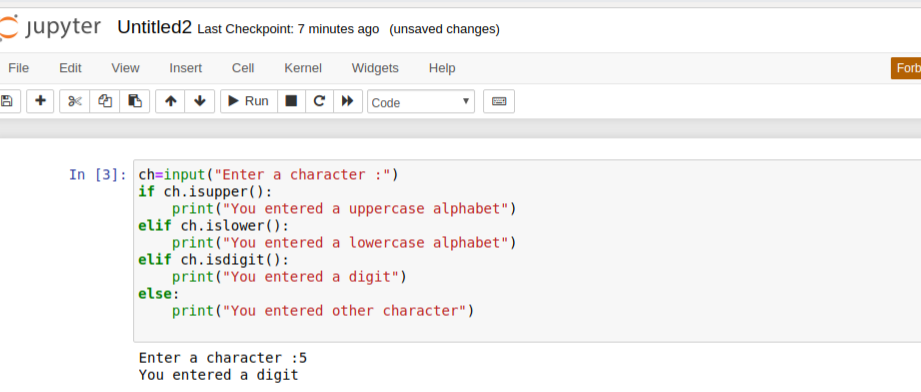 jupyter Untitled2 Last Checkpoint: 7 minutes ago (unsaved changes)
File Edit View Insert Cell Kernel Widgets Help Forb
Run Code
In [3]: ch=input("Enter a character :")
if ch.isupper():
    print("You entered a uppercase alphabet")
elif ch.islower():
    print("You entered a lowercase alphabet")
elif ch.isdigit():
    print("You entered a digit")
else:
    print("You entered other character")
Enter a character :5
You entered a digit